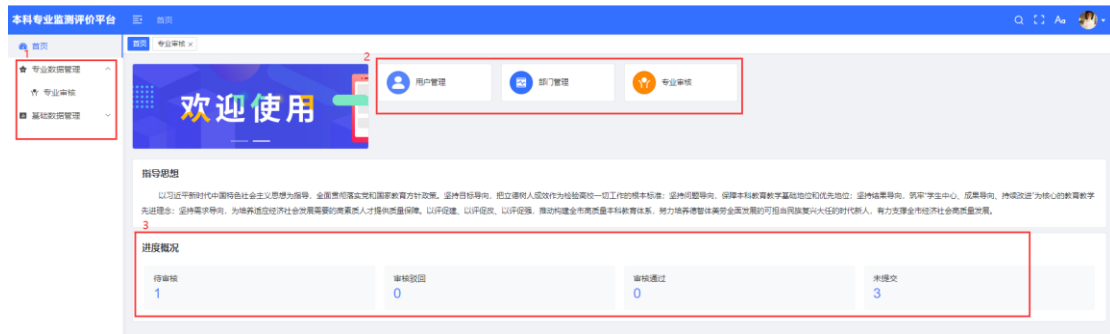 本科专业监测评价平台 首页 Aa
首页
首页 专业审核 ×
1
专业数据管理
专业审核
基础数据管理
欢迎使用
2
用户管理 部门管理 专业审核
指导思想
以习近平新时代中国特色社会主义思想为指导，全面贯彻落实党和国家教育方针政策。坚持目标导向，把立德树人成效作为检验高校一切工作的根本标准；坚持问题导向，保障本科教育教学基础地位和优先地位；坚持结果导向，筑牢“学生中心、成果导向、持续改进”为核心的教育教学
先进理念；坚持需求导向，为培养适应经济社会发展需要的高素质人才提供质量保障。以评促建、以评促改、以评促强，推动构建全市高质量本科教育体系，努力培养德智体美劳全面发展的可担当民族复兴大任的时代新人，有力支撑全市经济社会高质量发展。
3
进度概况
待审核 审核驳回 审核通过 未提交
1 0 0 3